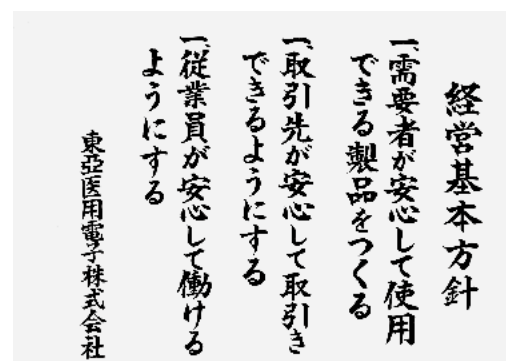 経営基本方針
一、需要者が安心して使用
できる製品をつくる
一、取引先が安心して取引き
できるようにする
一、従業員が安心して働ける
ようにする
東亞医用電子株式会社